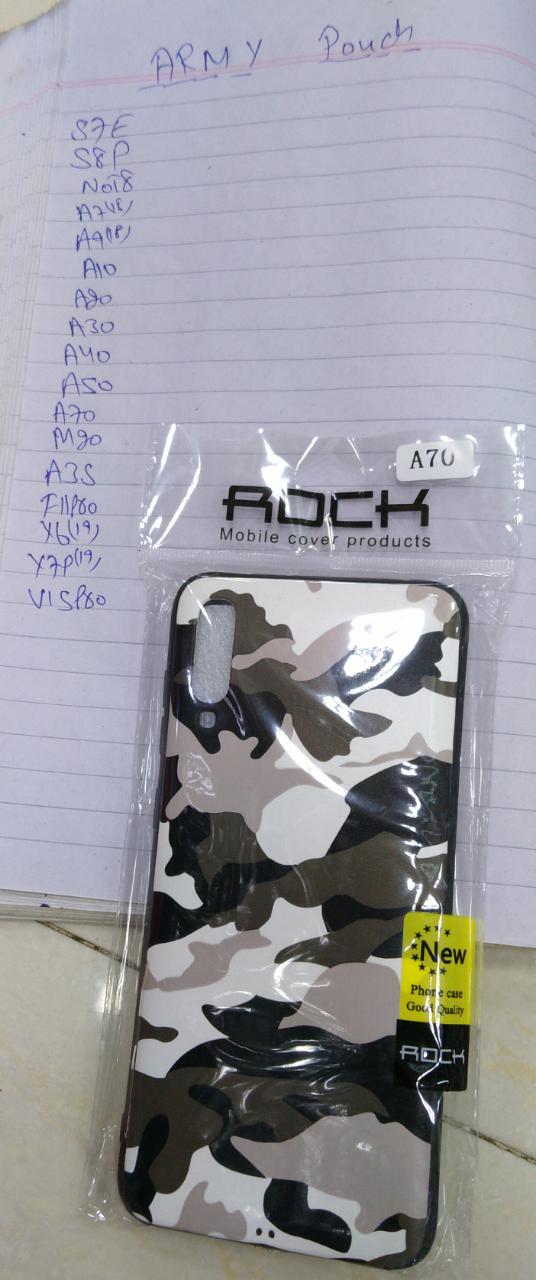 ARMY Pouch
S7E
S8P
Not8
A7(18)
A9(18)
A10
A20
A30
A40
A50
A70
M20
A3S
F11Pro
Y6(19)
Y7P(19)
V15Pro
A70
ROCK
Mobile cover products
New
Phone case
Good Quality
ROCK